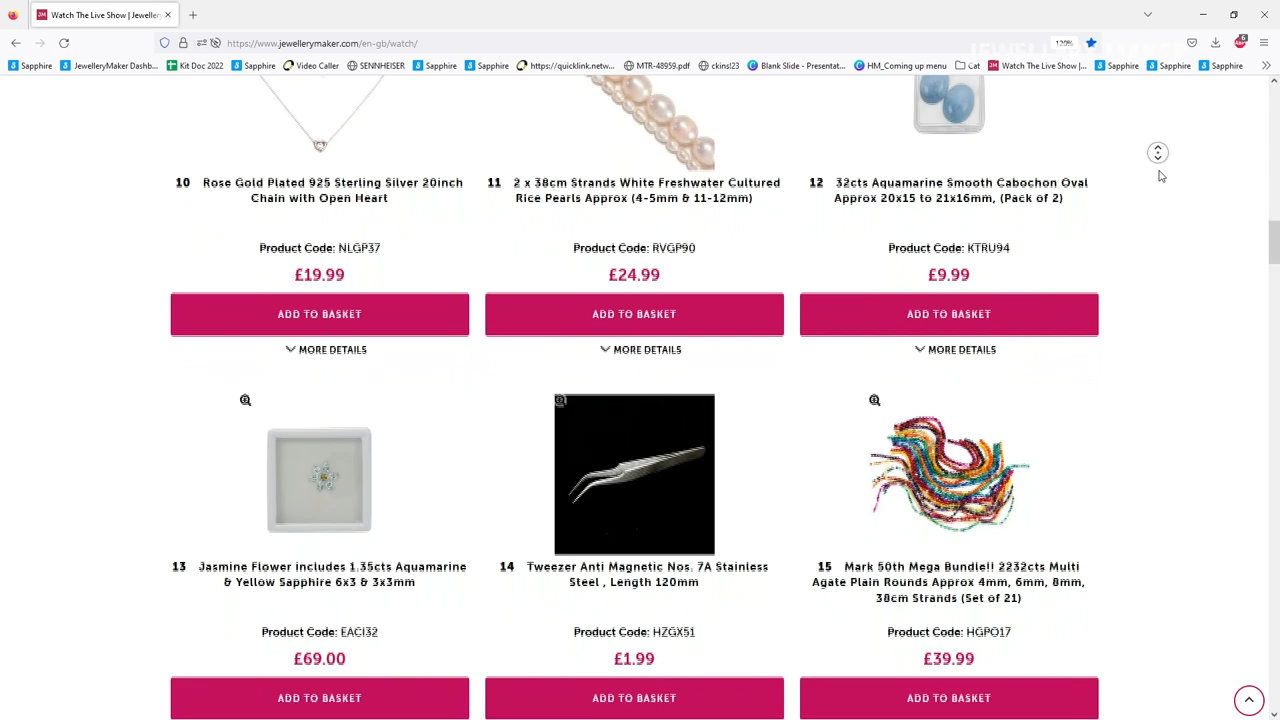 Watch The Live Show | Jewellery
https://www.jewellerymaker.com/en_gb/watch/
120%
6
Sapphire
JewelleryMaker Dashb...
Kit Doc 2022
Sapphire
Video Caller
SENNHEISER
Sapphire
Sapphire
https://quicklink.netw...
MTR-48959.pdf
ckins!23
Blank Slide - Presentat...
HM_Coming up menu
Cat
Watch The Live Show |...
Sapphire
Sapphire
Sapphire
10 Rose Gold Plated 925 Sterling Silver 20inch
Chain with Open Heart
Product Code: NLGP37
£19.99
ADD TO BASKET
MORE DETAILS
11 2 x 38cm Strands White Freshwater Cultured
Rice Pearls Approx (4-5mm & 11-12mm)
Product Code: RVGP90
£24.99
ADD TO BASKET
MORE DETAILS
12 32cts Aquamarine Smooth Cabochon Oval
Approx 20x15 to 21x16mm, (Pack of 2)
Product Code: KTRU94
£9.99
ADD TO BASKET
MORE DETAILS
13 Jasmine Flower includes 1.35cts Aquamarine
& Yellow Sapphire 6x3 & 3x3mm
Product Code: EACI32
£69.00
ADD TO BASKET
14 Tweezer Anti Magnetic Nos. 7A Stainless
Steel , Length 120mm
Product Code: HZGX51
£1.99
ADD TO BASKET
15 Mark 50th Mega Bundle!! 2232cts Multi
Agate Plain Rounds Approx 4mm, 6mm, 8mm,
38cm Strands (Set of 21)
Product Code: HGPO17
£39.99
ADD TO BASKET